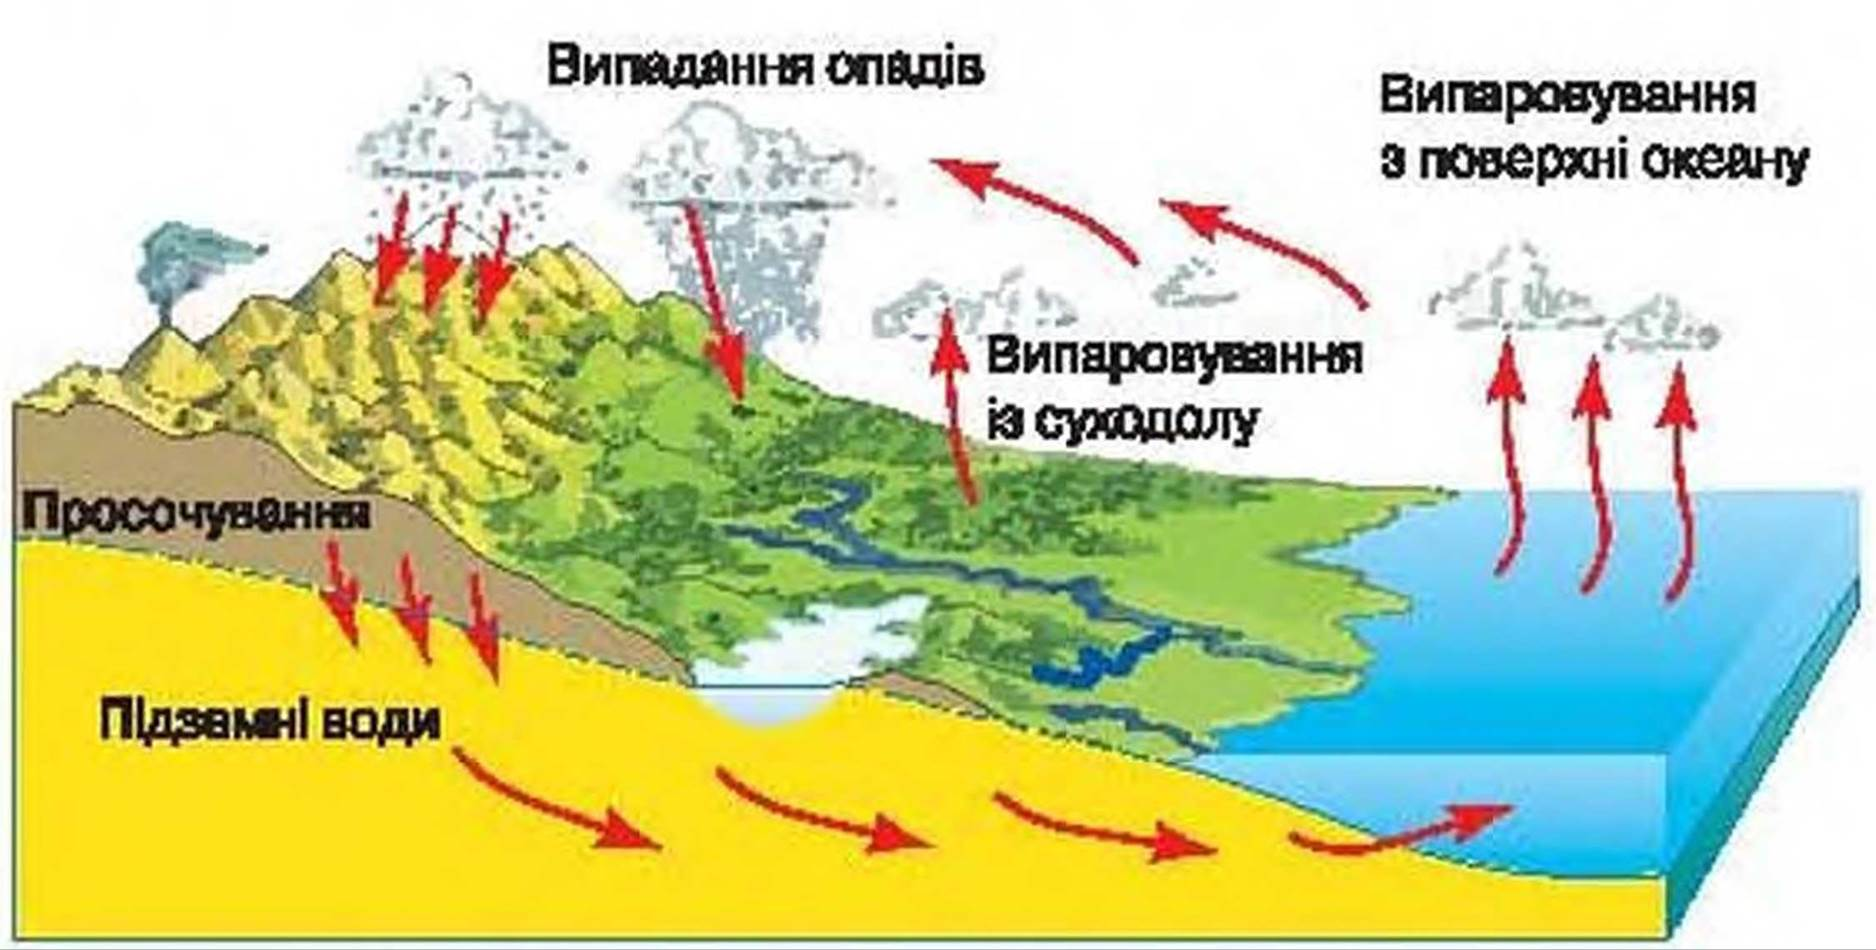 Випадання опадів
Випаровування
з поверхні океану
Випаровування
із суходолу
Просочування
Підземні води